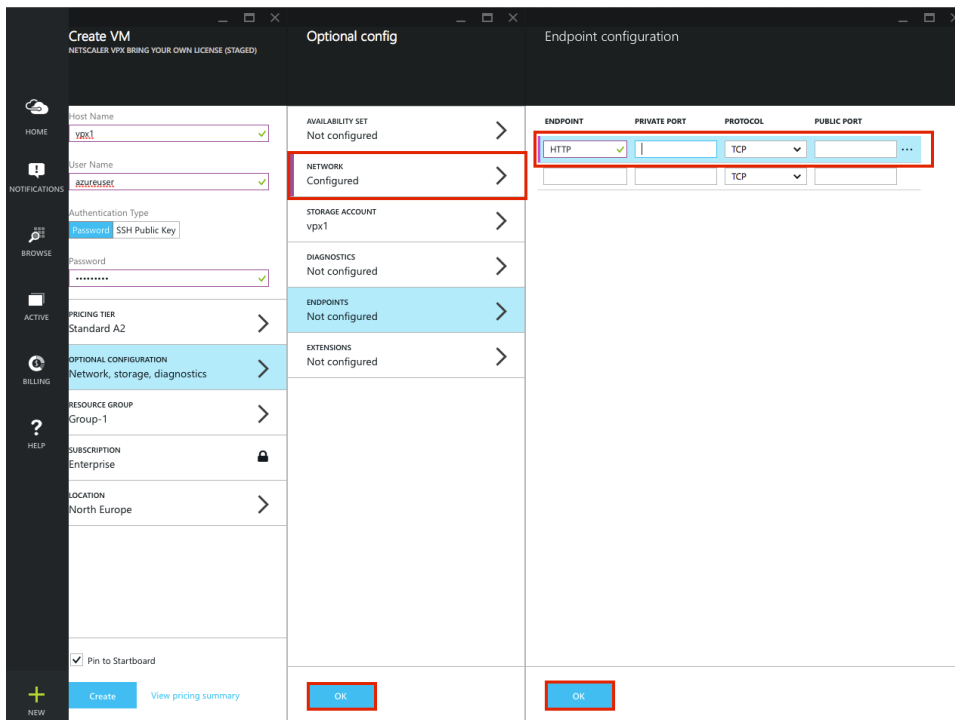 HOME
NOTIFICATIONS
BROWSE
ACTIVE
BILLING
HELP
NEW
Create VM
NETSCALER VPX BRING YOUR OWN LICENSE (STAGED)
Host Name
vpx1
User Name
azureuser
Authentication Type
Password SSH Public Key
Password
•••••••••
PRICING TIER
Standard A2
OPTIONAL CONFIGURATION
Network, storage, diagnostics
RESOURCE GROUP
Group-1
SUBSCRIPTION
Enterprise
LOCATION
North Europe
Pin to Startboard
Create View pricing summary
Optional config
AVAILABILITY SET
Not configured
NETWORK
Configured
STORAGE ACCOUNT
vpx1
DIAGNOSTICS
Not configured
ENDPOINTS
Not configured
EXTENSIONS
Not configured
OK
Endpoint configuration
ENDPOINT PRIVATE PORT PROTOCOL PUBLIC PORT
HTTP TCP ...
TCP
OK